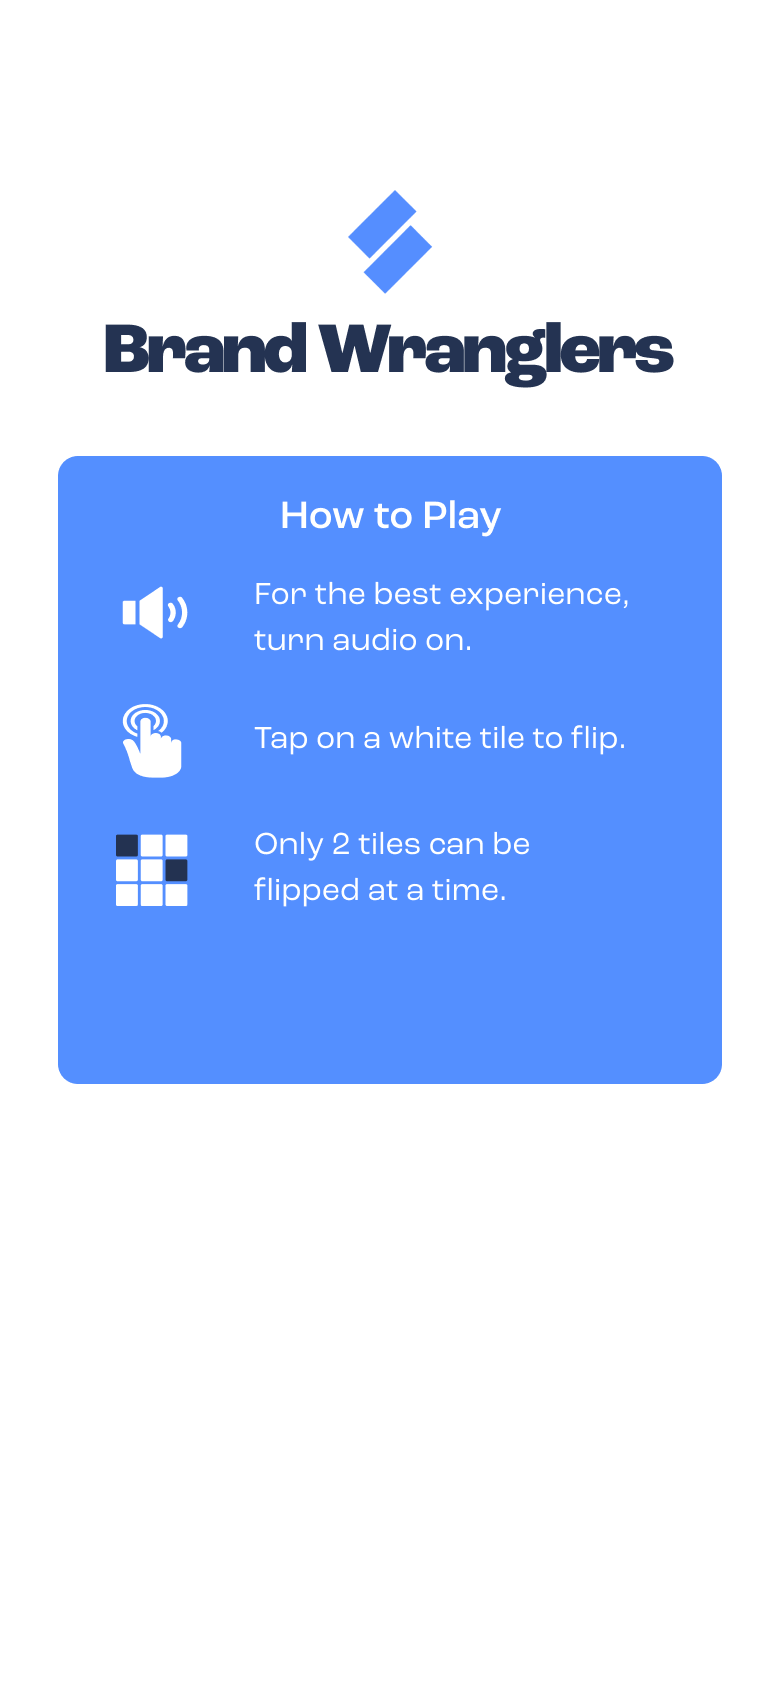 Brand Wranglers
How to Play
For the best experience,
turn audio on.
Tap on a white tile to flip.
Only 2 tiles can be
flipped at a time.